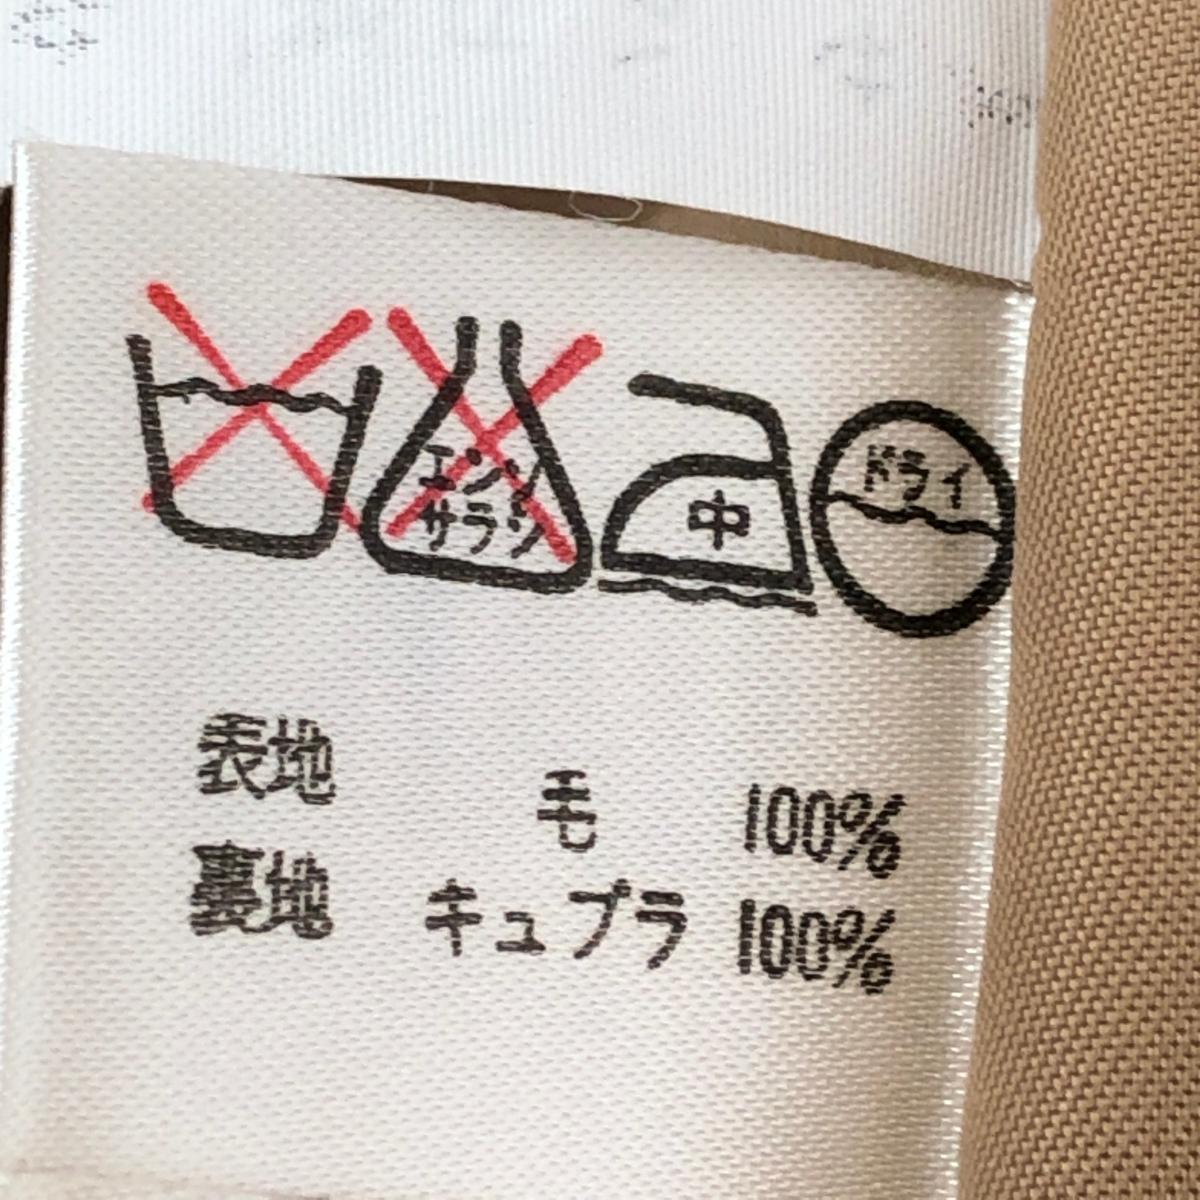 エンソ
サラシ
中
ドライ
表地 毛 100%
裏地 キュプラ 100%